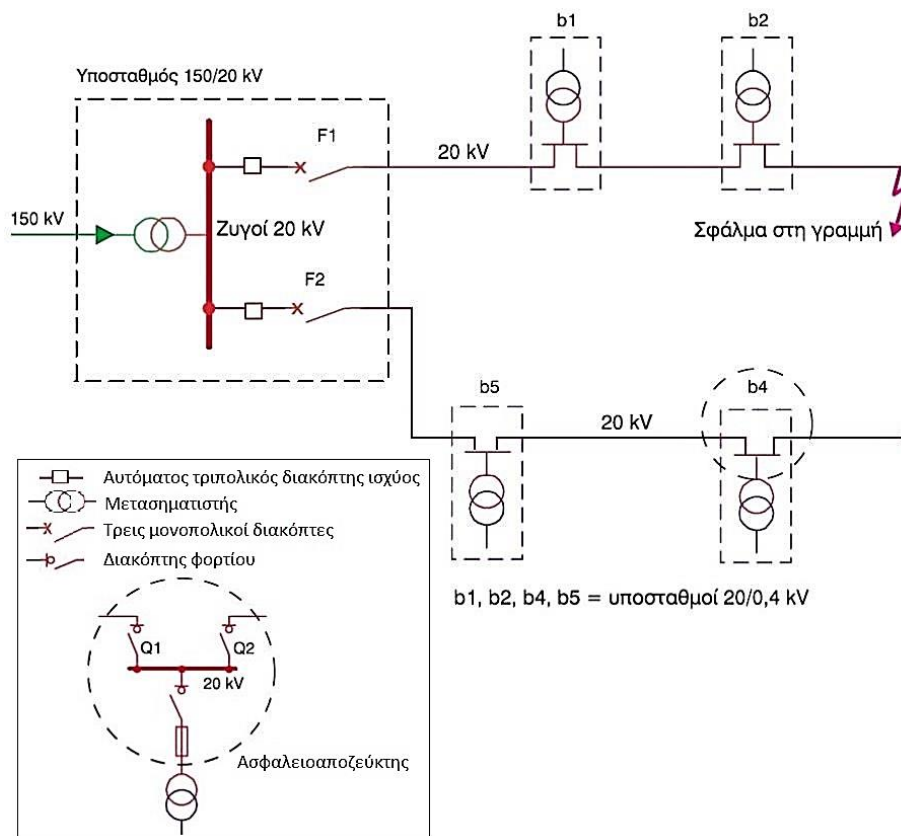 b1
b2
Υποσταθμός 150/20 kV
F1
20 kV
150 kV
Ζυγοί 20 kV
Σφάλμα στη γραμμή
F2
b5
b4
20 kV
Αυτόματος τριπολικός διακόπτης ισχύος
Μετασηματιστής
Τρεις μονοπολικοί διακόπτες
Διακόπτης φορτίου
b1, b2, b4, b5 = υποσταθμοί 20/0,4 kV
Q1
Q2
20 kV
Ασφαλειοαποζεύκτης